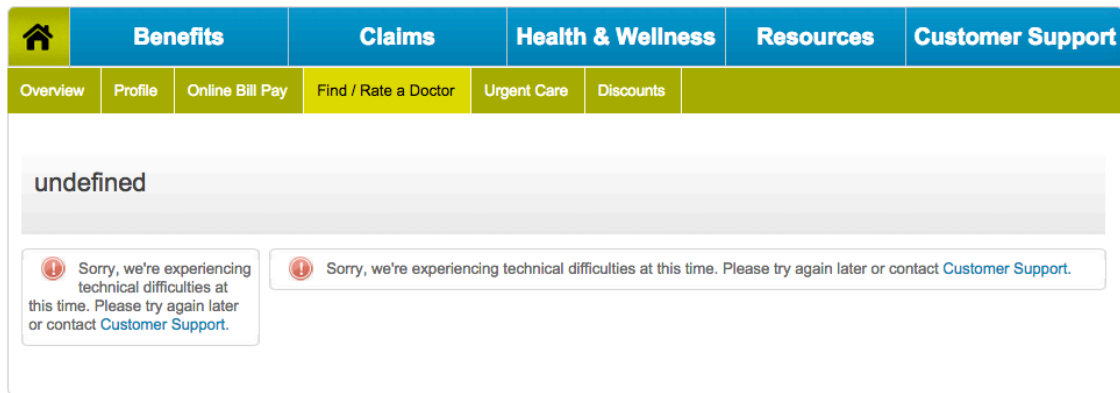 Benefits Claims Health & Wellness Resources Customer Support
Overview Profile Online Bill Pay Find / Rate a Doctor Urgent Care Discounts
undefined
Sorry, we're experiencing
technical difficulties at
this time. Please try again later
or contact Customer Support.
Sorry, we're experiencing technical difficulties at this time. Please try again later or contact Customer Support.